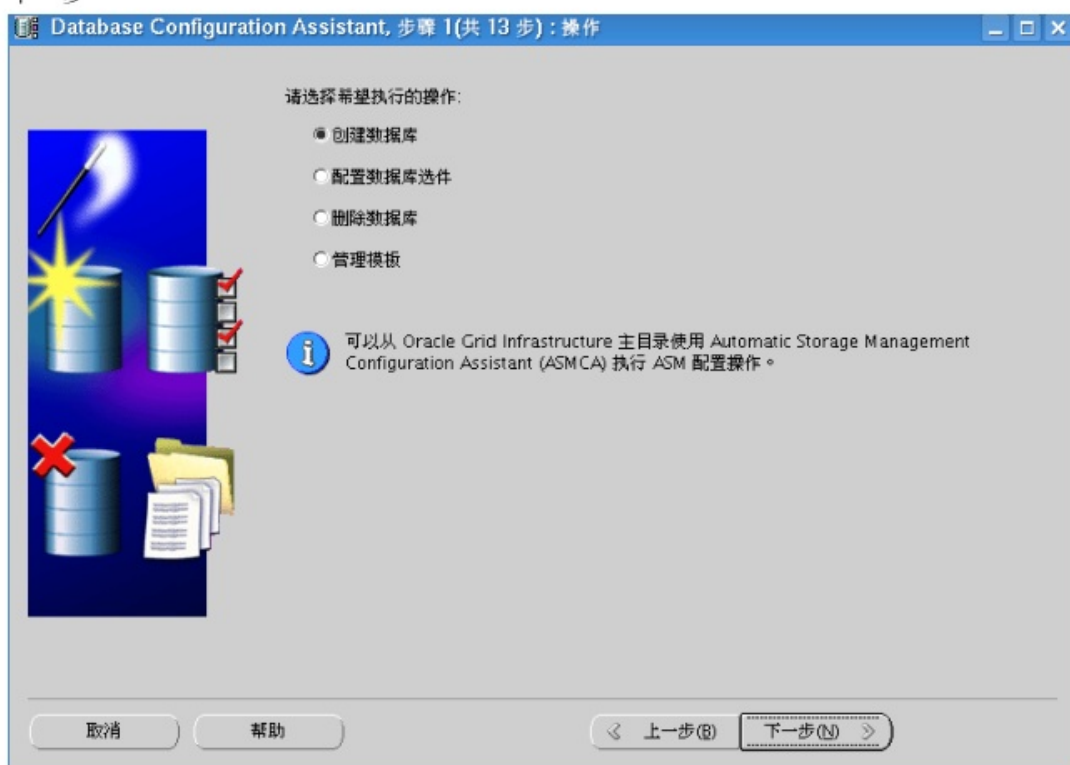 Database Configuration Assistant, 步骤 1(共 13 步) : 操作
请选择希望执行的操作:
创建数据库
配置数据库选件
删除数据库
管理模板
可以从 Oracle Grid Infrastructure 主目录使用 Automatic Storage Management
Configuration Assistant (ASMCA) 执行 ASM 配置操作。
取消
帮助
上一步(B)
下一步(N)